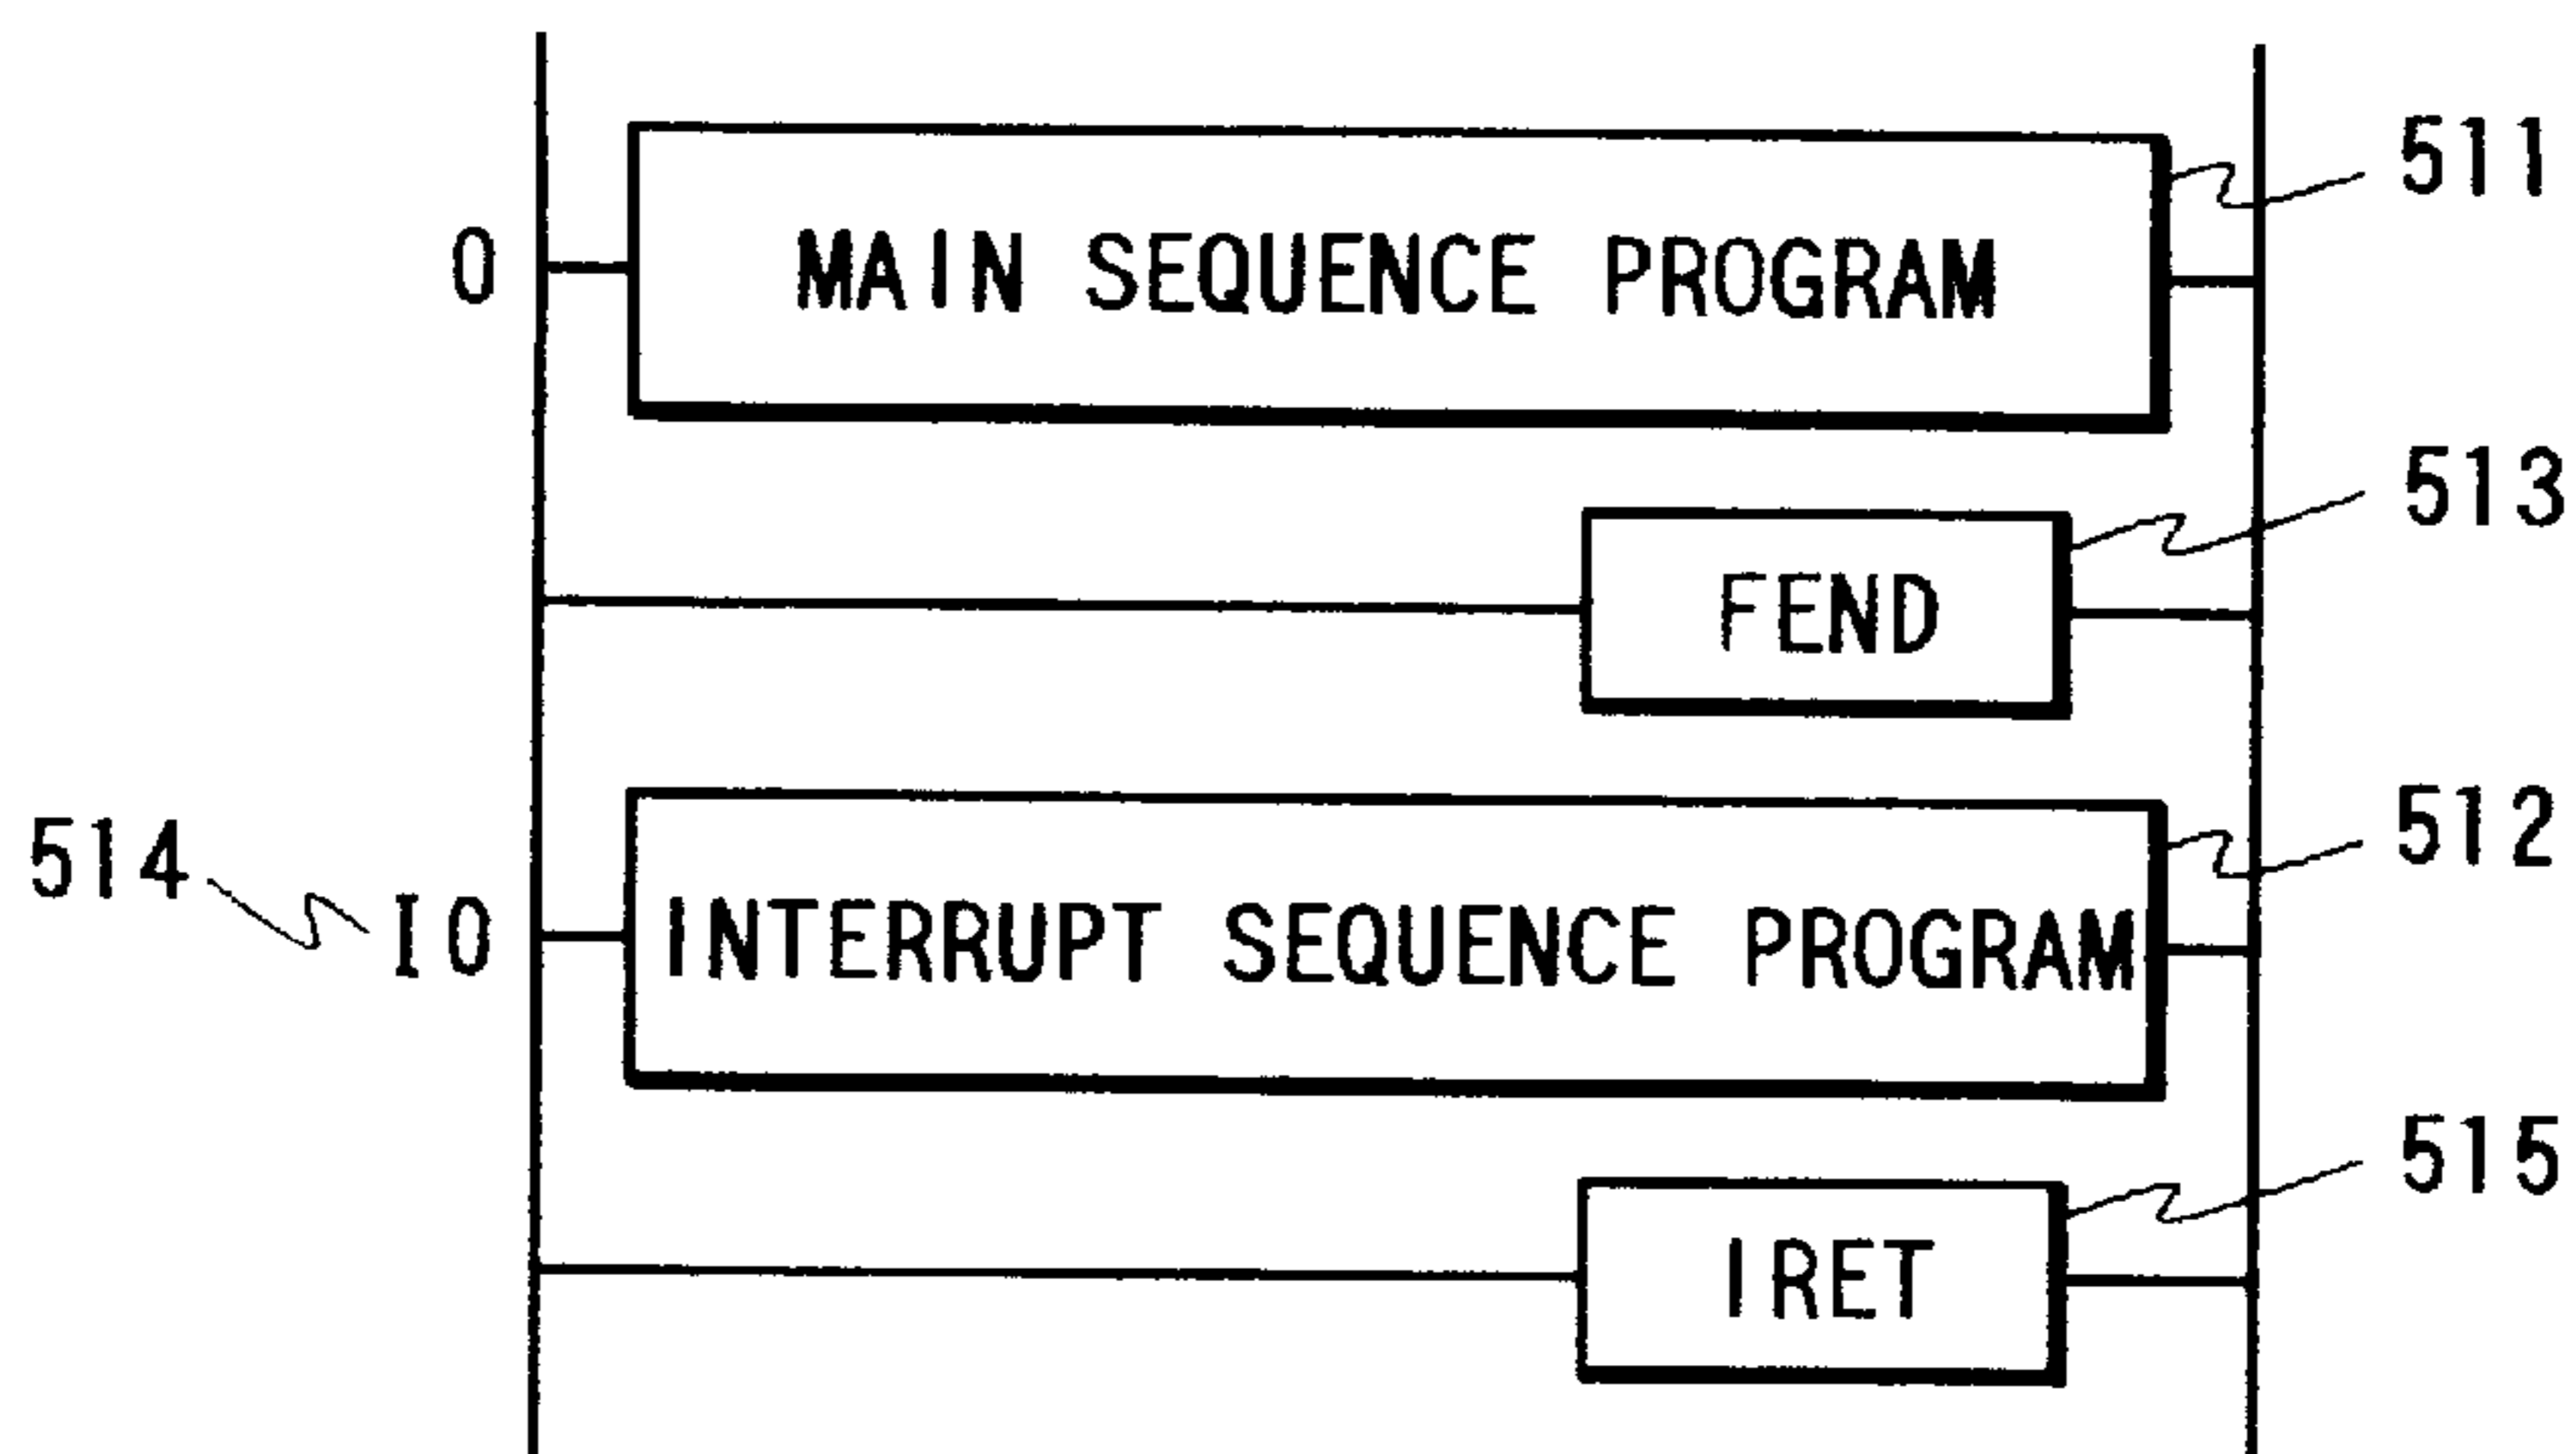 511
0 MAIN SEQUENCE PROGRAM
513
FEND
512
514 I0 INTERRUPT SEQUENCE PROGRAM
515
IRET